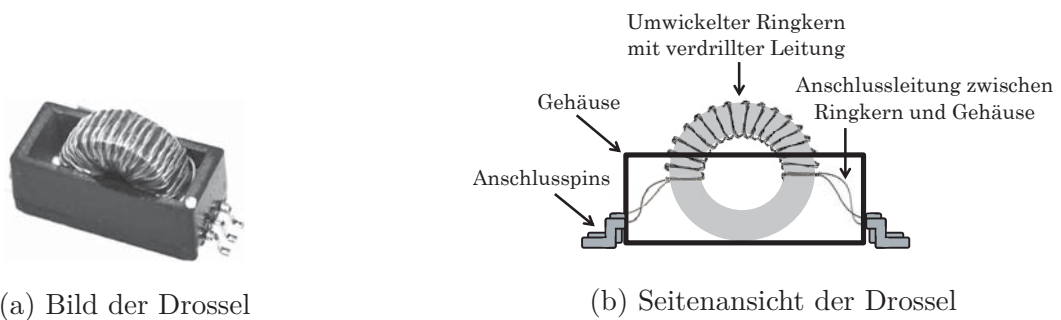 Umwickelter Ringkern
mit verdrillter Leitung
Anschlussleitung zwischen
Ringkern und Gehäuse
Gehäuse
Anschlusspins
(a) Bild der Drossel
(b) Seitenansicht der Drossel